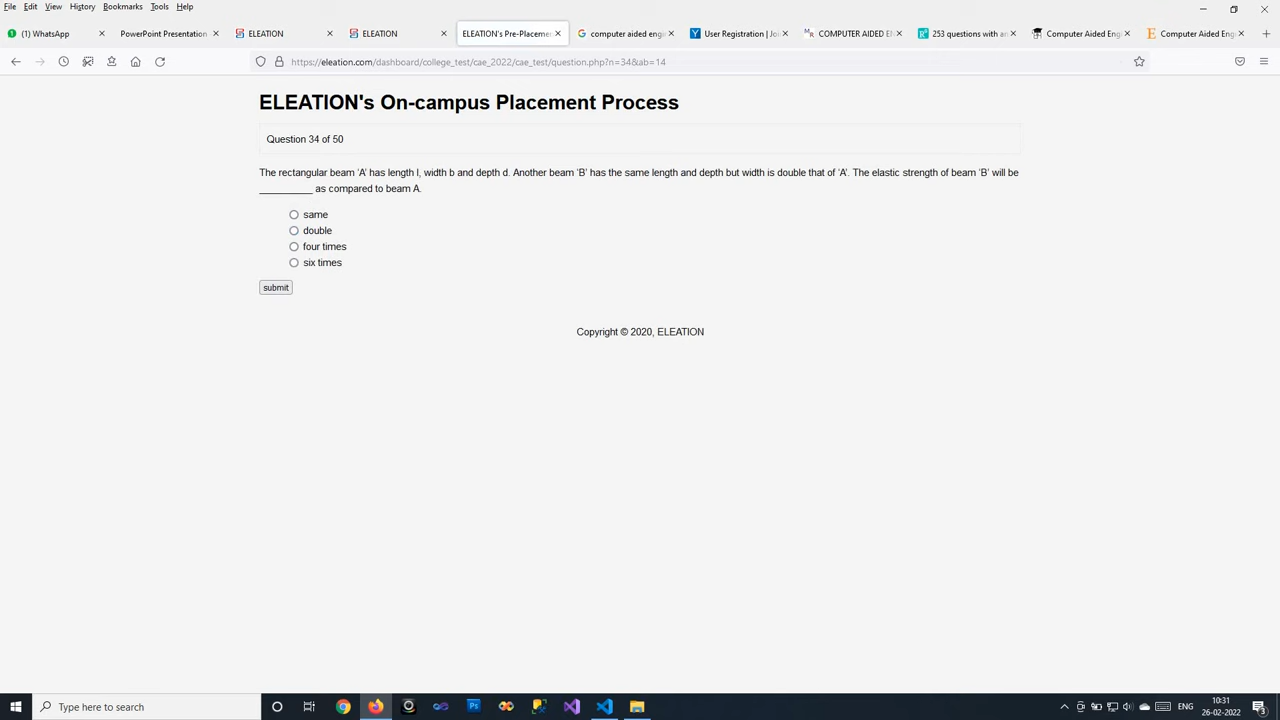 File Edit View History Bookmarks Tools Help
(1) WhatsApp
PowerPoint Presentation
ELEATION
ELEATION
ELEATION's Pre-Placeme
computer aided eng
User Registration | Jo
COMPUTER AIDED E
253 questions with a
Computer Aided Eng
Computer Aided Eng
https://eleation.com/dashboard/college_test/cae_2022/cae_test/question.php?n=34&ab=14
ELEATION's On-campus Placement Process
Question 34 of 50
The rectangular beam ‘A’ has length l, width b and depth d. Another beam ‘B’ has the same length and depth but width is double that of ‘A’. The elastic strength of beam ‘B’ will be
__________ as compared to beam A.
same
double
four times
six times
submit
Copyright © 2020, ELEATION
Type here to search
ENG
10:31
26-02-2022